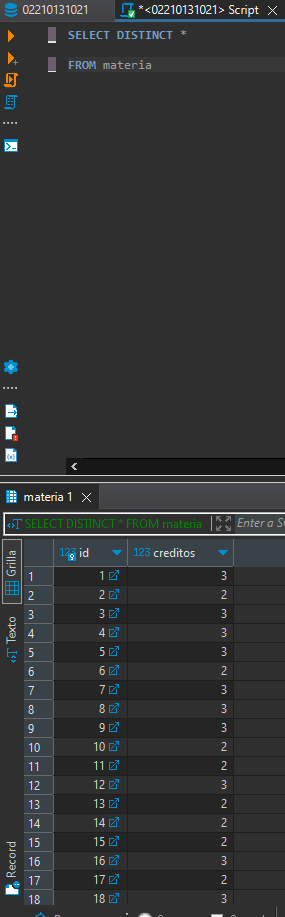 02210131021 *<02210131021> Script
SELECT DISTINCT *
FROM materia
materia 1
SELECT DISTINCT * FROM materia Enter a SC
Grilla
Texto
Record
123 id 123 creditos
1 1 3
2 2 2
3 3 3
4 4 3
5 5 3
6 6 2
7 7 3
8 8 3
9 9 3
10 10 2
11 11 2
12 12 3
13 13 2
14 14 2
15 15 2
16 16 3
17 17 2
18 18 3